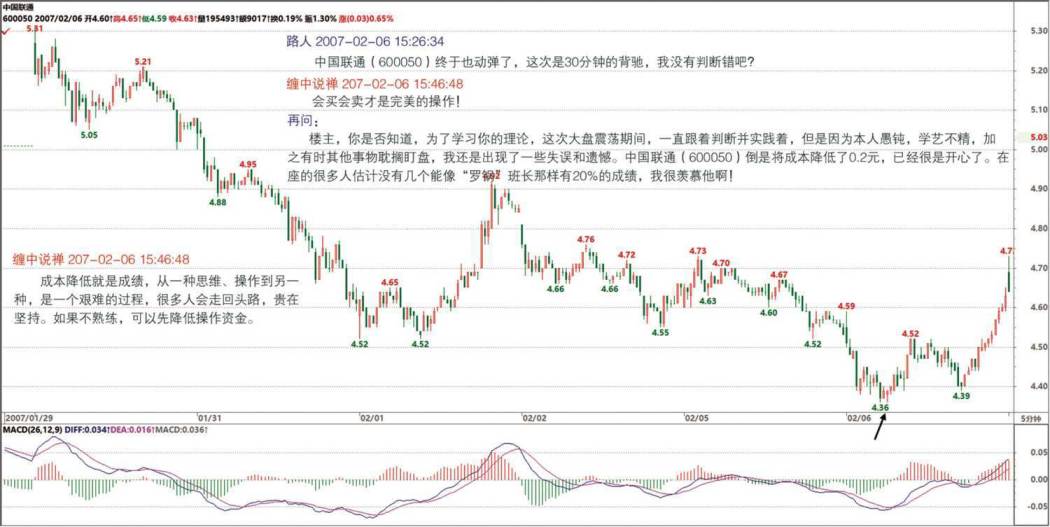 中国联通
600050 2007/02/06 开4.60↑高4.65↑低4.59 收4.63↑量195493↑额9017↑换0.19% 振1.30% 涨(0.03)0.65%
5.31
路人 2007-02-06 15:26:34
5.30
中国联通（600050）终于也动弹了，这次是30分钟的背驰，我没有判断错吧？
5.21
5.20
缠中说禅 207-02-06 15:46:48
会买会卖才是完美的操作！
5.10
再问：
5.05
楼主，你是否知道，为了学习你的理论，这次大盘震荡期间，一直跟着判断并实践着，但是因为本人愚钝，学艺不精，加
5.03
之有时其他事物耽搁盯盘，我还是出现了一些失误和遗憾。中国联通（600050）倒是将成本降低了0.2元，已经很是开心了。在
5.00
4.95
座的很多人估计没有几个能像“罗” 班长那样有20%的成绩，我很羡慕他啊！
4.90
4.88
4.80
4.76
4.72
4.73
4.70
4.67
缠中说禅 207-02-06 15:46:48
成本降低就是成绩，从一种思维、操作到另一
种，是一个艰难的过程，很多人会走回头路，贵在
坚持。如果不熟练，可以先降低操作资金。
4.70
4.65
4.66
4.66
4.63
4.60
4.59
4.60
4.52
4.52
4.55
4.52
4.52
4.50
4.40
4.36
4.39
2007/01/29
01/31
02/01
02/02
02/05
02/06
5分钟
MACD(26,12,9) DIFF:0.034↑DEA:0.016↑MACD:0.036↑
0.05
0.00
-0.05